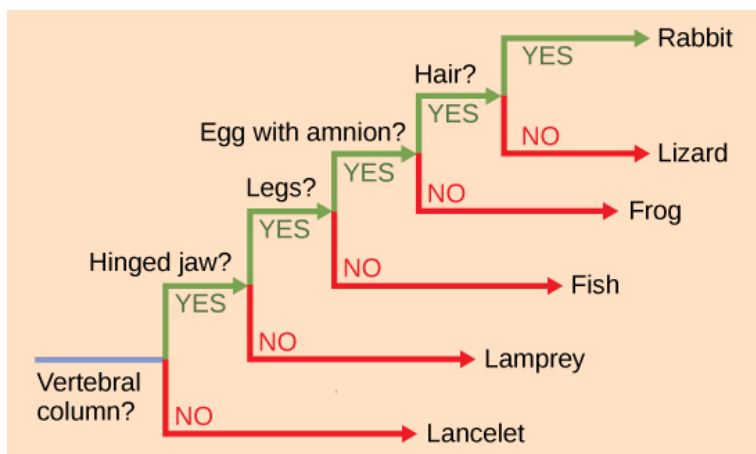 Rabbit
YES
Hair?
YES
NO
Lizard
Egg with amnion?
YES
NO
Frog
Legs?
YES
NO
Fish
Hinged jaw?
YES
NO
Lamprey
Vertebral
column?
NO
Lancelet